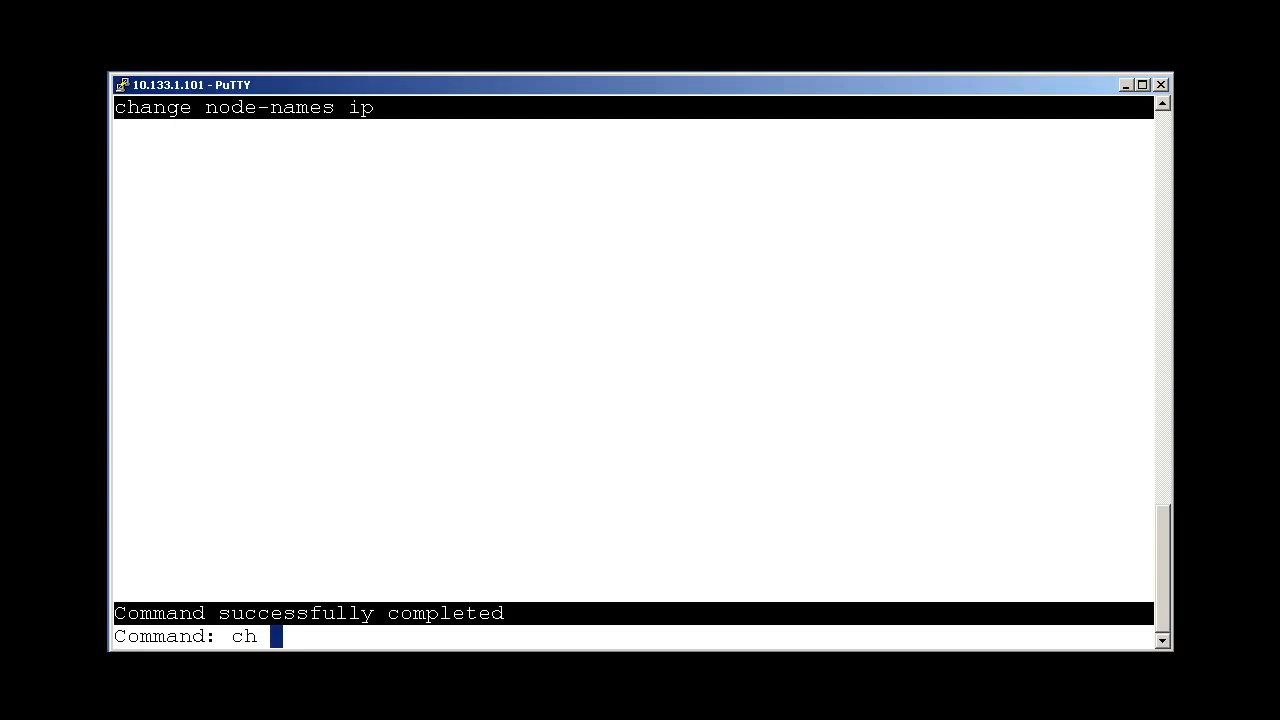 10.133.1.101 - PuTTY
change node-names ip
Command successfully completed
Command: ch